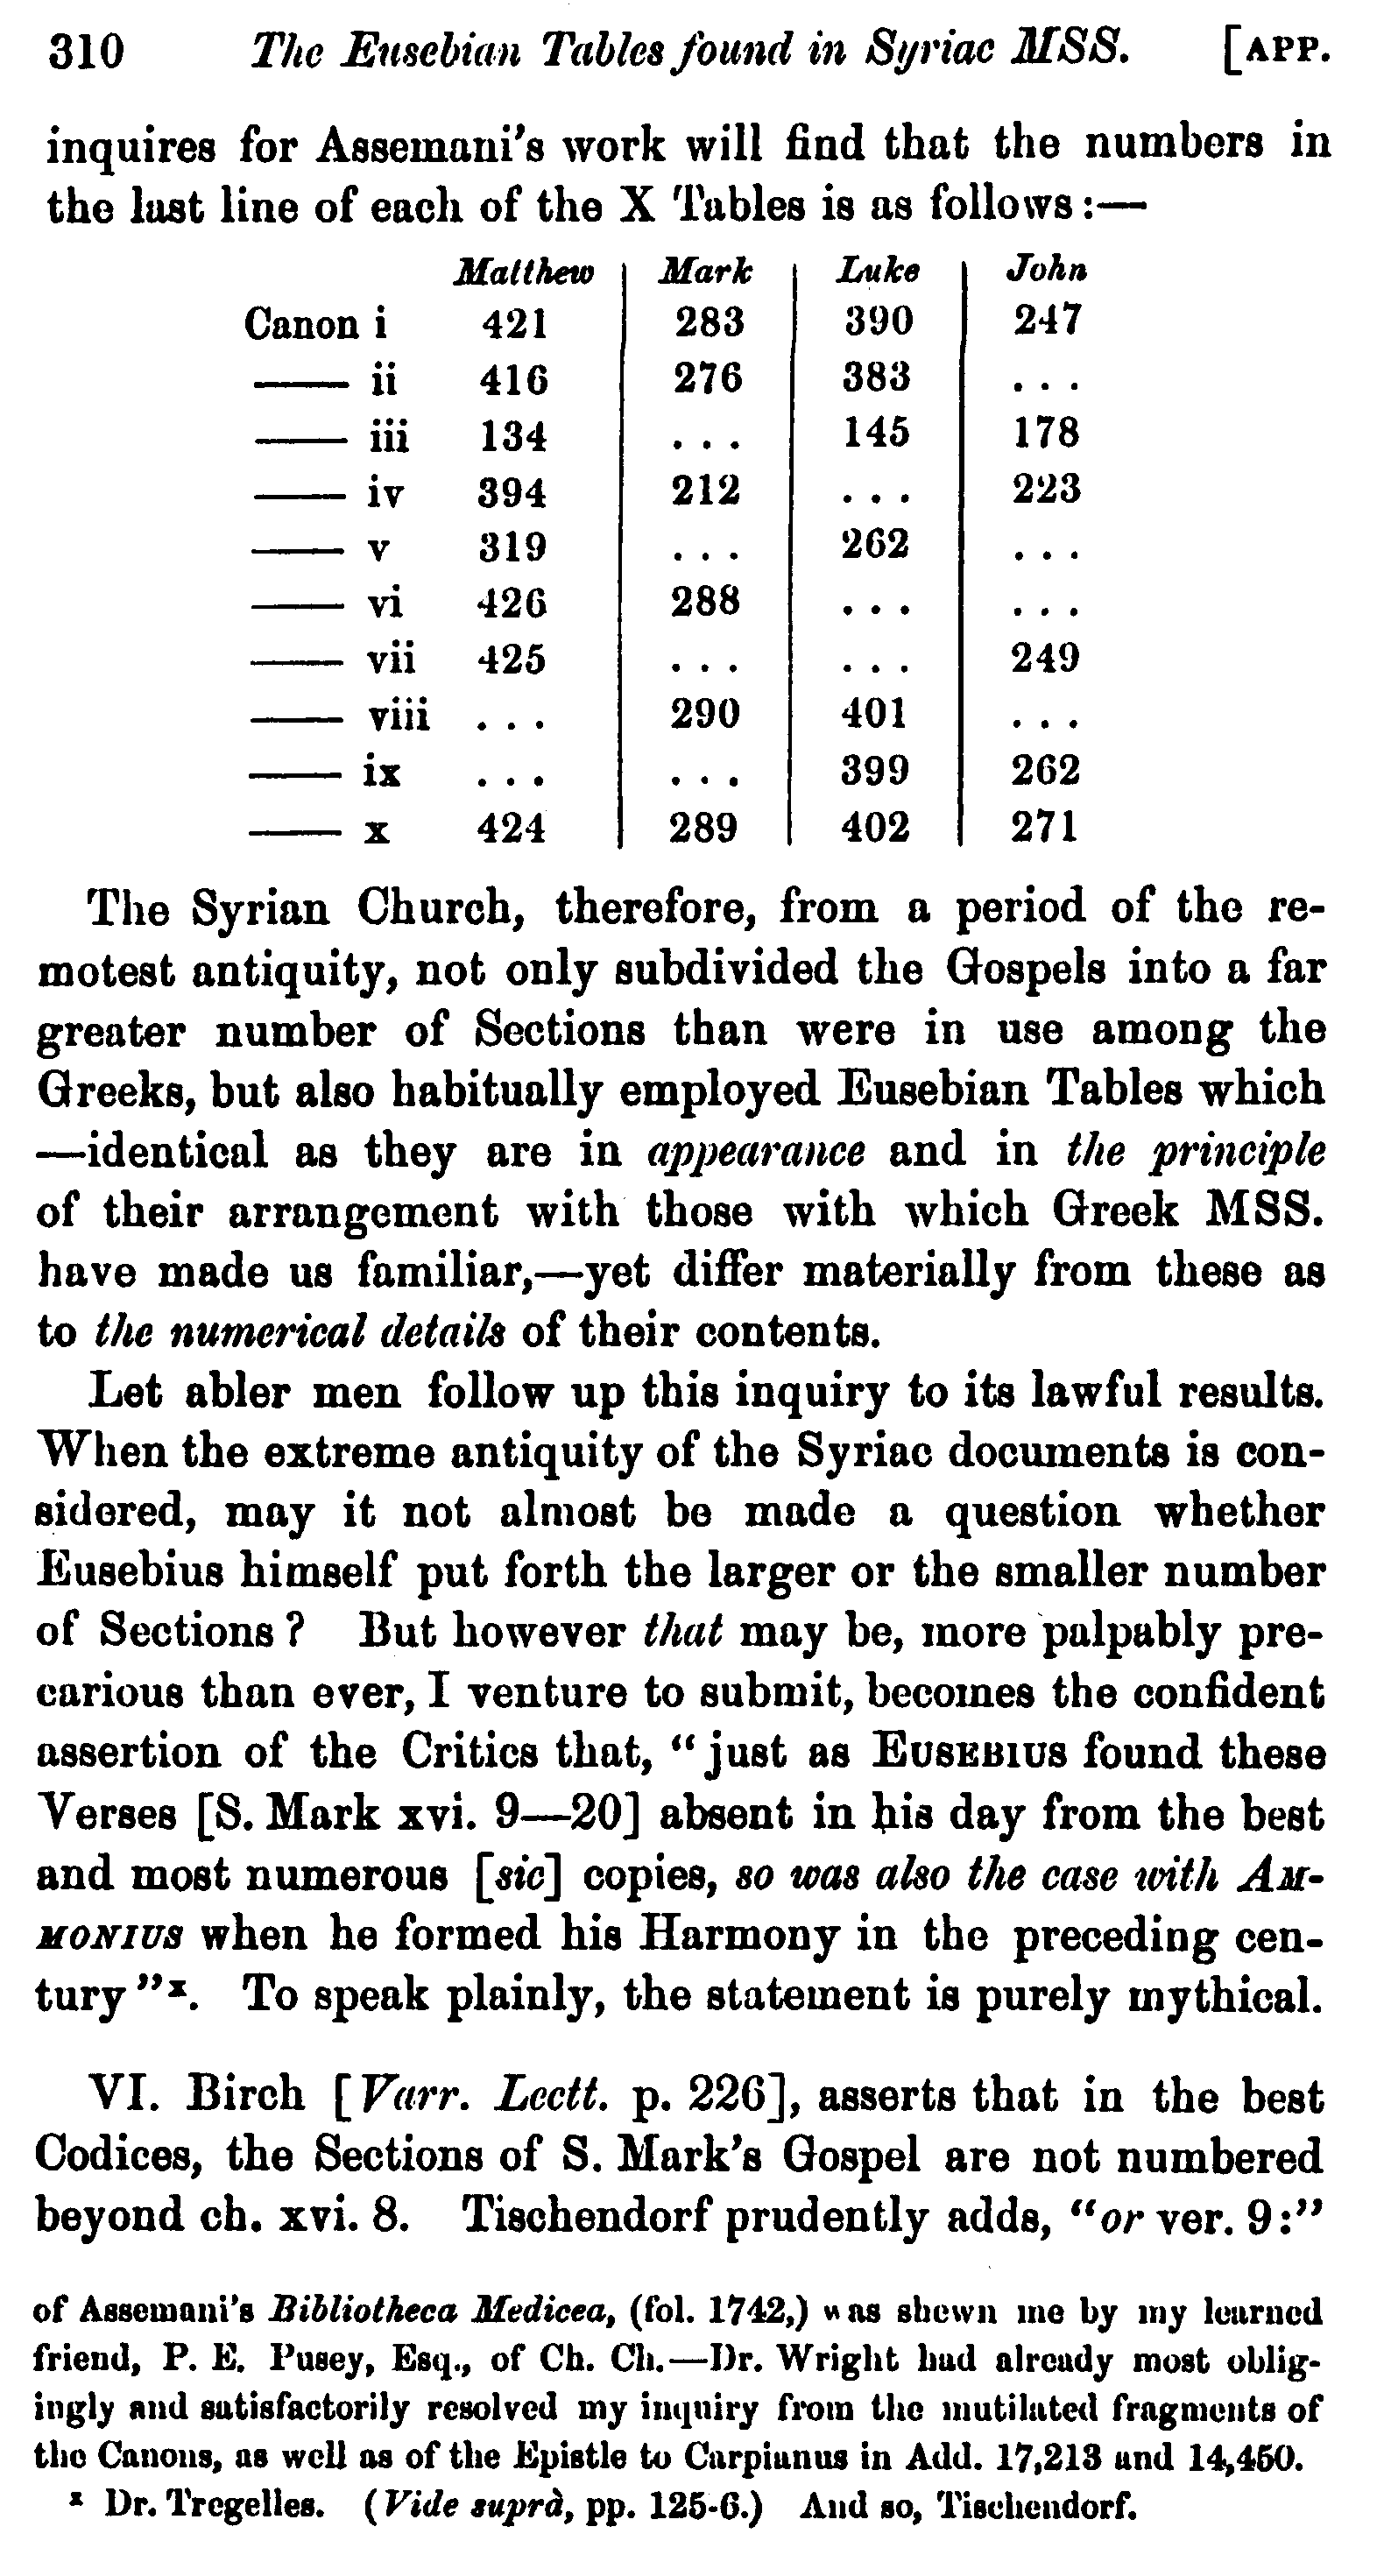 310 The Eusebian Tables found in Syriac MSS. [APP.
inquires for Assemani's work will find that the numbers in
the last line of each of the X Tables is as follows:—
Matthew Mark Luke John
Canon i 421 283 390 247
—— ii 416 276 383 ...
—— iii 134 ... 145 178
—— iv 394 212 ... 223
—— v 319 ... 262 ...
—— vi 426 288 ... ...
—— vii 425 ... ... 249
—— viii ... 290 401 ...
—— ix ... ... 399 262
—— x 424 289 402 271
The Syrian Church, therefore, from a period of the re-
motest antiquity, not only subdivided the Gospels into a far
greater number of Sections than were in use among the
Greeks, but also habitually employed Eusebian Tables which
—identical as they are in appearance and in the principle
of their arrangement with those with which Greek MSS.
have made us familiar,—yet differ materially from these as
to the numerical details of their contents.
Let abler men follow up this inquiry to its lawful results.
When the extreme antiquity of the Syriac documents is con-
sidered, may it not almost be made a question whether
Eusebius himself put forth the larger or the smaller number
of Sections? But however that may be, more palpably pre-
carious than ever, I venture to submit, becomes the confident
assertion of the Critics that, "just as EUSEBIUS found these
Verses [S. Mark xvi. 9—20] absent in his day from the best
and most numerous [sic] copies, so was also the case with AM-
MONIUS when he formed his Harmony in the preceding cen-
tury"x. To speak plainly, the statement is purely mythical.
VI. Birch [Varr. Lectt. p. 226], asserts that in the best
Codices, the Sections of S. Mark's Gospel are not numbered
beyond ch. xvi. 8. Tischendorf prudently adds, "or ver. 9:"
of Assemani's Bibliotheca Medicea, (fol. 1742,) was shewn me by my learned
friend, P. E. Pusey, Esq., of Ch. Ch.—Dr. Wright had already most oblig-
ingly and satisfactorily resolved my inquiry from the mutilated fragments of
the Canons, as well as of the Epistle to Carpianus in Add. 17,213 and 14,450.
x Dr. Tregelles. (Vide suprà, pp. 125-6.) And so, Tischendorf.